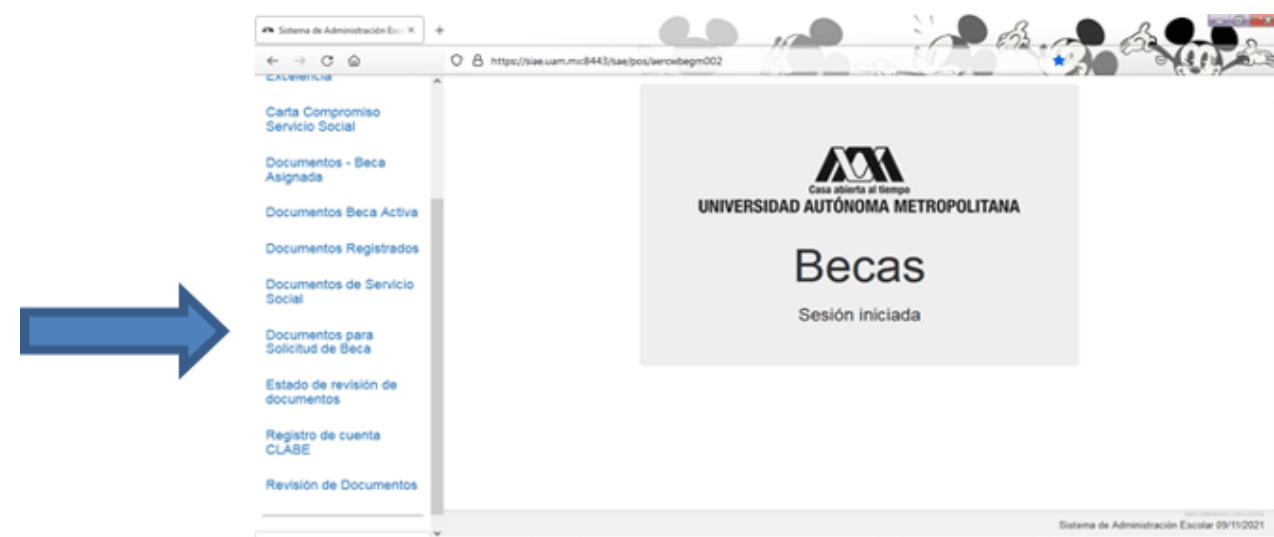 Sistema de Administración Esc
https://siae.uam.mx:8443/sae/pos/aercwbegm002
Excelencia
Carta Compromiso
Servicio Social
Documentos - Beca
Asignada
Documentos Beca Activa
Documentos Registrados
Documentos de Servicio
Social
Documentos para
Solicitud de Beca
Estado de revisión de
documentos
Registro de cuenta
CLABE
Revisión de Documentos
Casa abierta al tiempo
UNIVERSIDAD AUTÓNOMA METROPOLITANA
Becas
Sesión iniciada
Sistema de Administración Escolar 09/11/2021